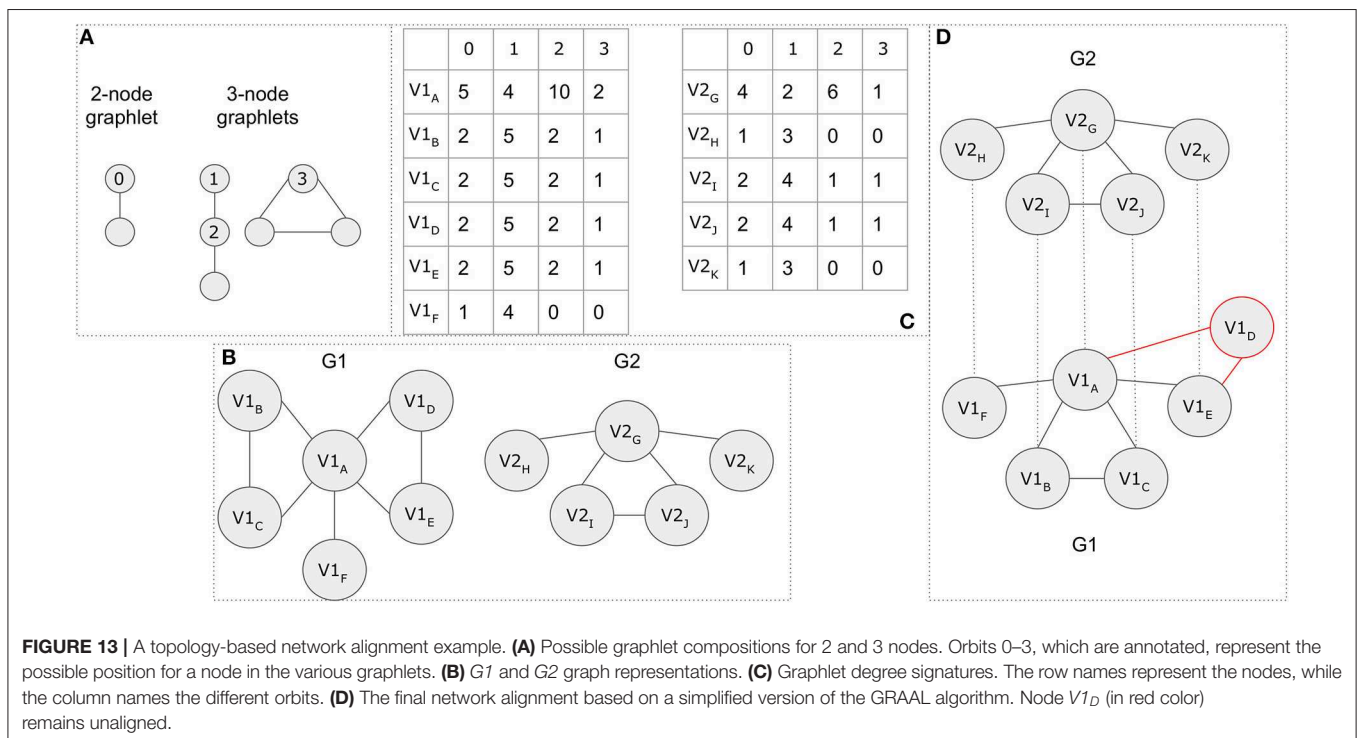 A
2-node
graphlet
3-node
graphlets
0
1
2
3
0 1 2 3
V1A 5 4 10 2
V1B 2 5 2 1
V1C 2 5 2 1
V1D 2 5 2 1
V1E 2 5 2 1
V1F 1 4 0 0
0 1 2 3
V2G 4 2 6 1
V2H 1 3 0 0
V2I 2 4 1 1
V2J 2 4 1 1
V2K 1 3 0 0
C
B
G1
V1B
V1D
V1A
V1C
V1E
V1F
G2
V2G
V2H
V2K
V2I
V2J
D
G2
V2G
V2H
V2K
V2I
V2J
V1D
V1A
V1F
V1E
V1B
V1C
G1
FIGURE 13 | A topology-based network alignment example. (A) Possible graphlet compositions for 2 and 3 nodes. Orbits 0–3, which are annotated, represent the
possible position for a node in the various graphlets. (B) G1 and G2 graph representations. (C) Graphlet degree signatures. The row names represent the nodes, while
the column names the different orbits. (D) The final network alignment based on a simplified version of the GRAAL algorithm. Node V1D (in red color)
remains unaligned.